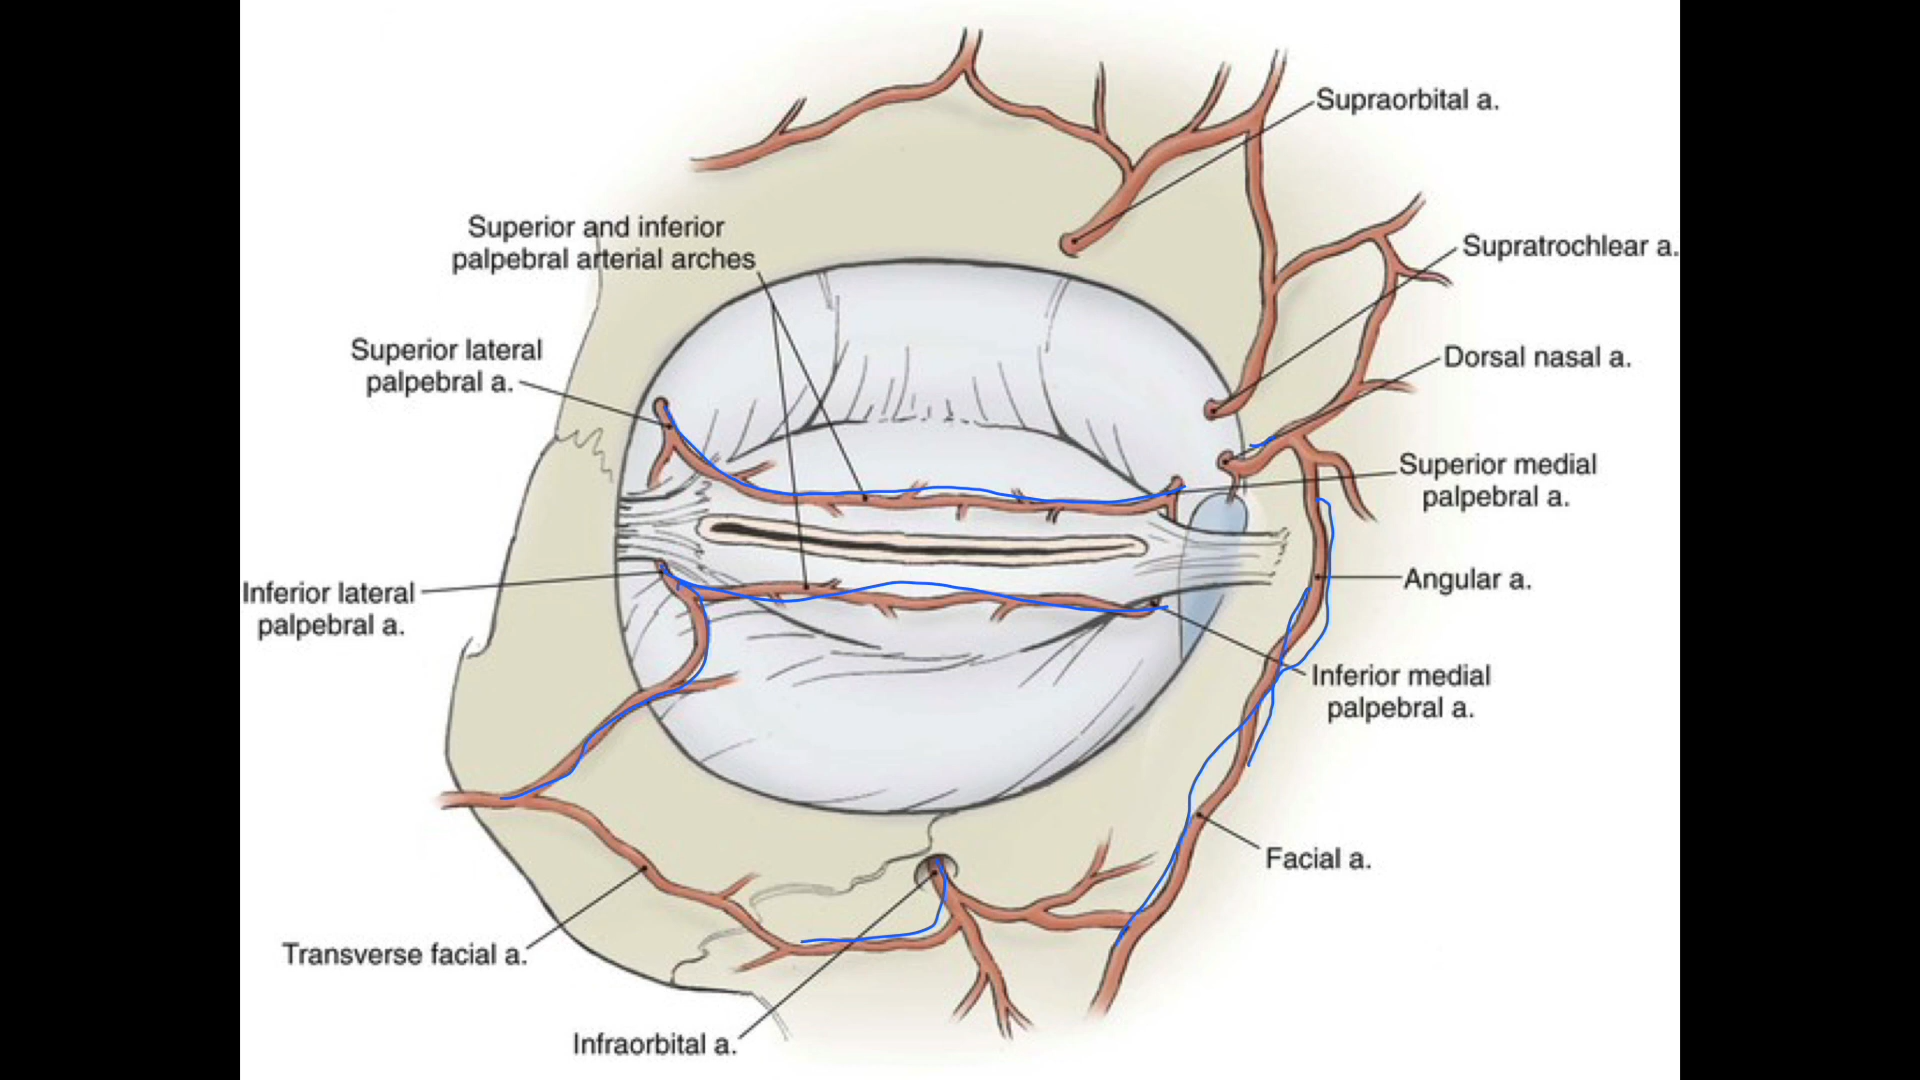 Supraorbital a.
Superior and inferior
palpebral arterial arches
Supratrochlear a.
Superior lateral
palpebral a.
Dorsal nasal a.
Superior medial
palpebral a.
Inferior lateral
palpebral a.
Angular a.
Inferior medial
palpebral a.
Facial a.
Transverse facial a.
Infraorbital a.